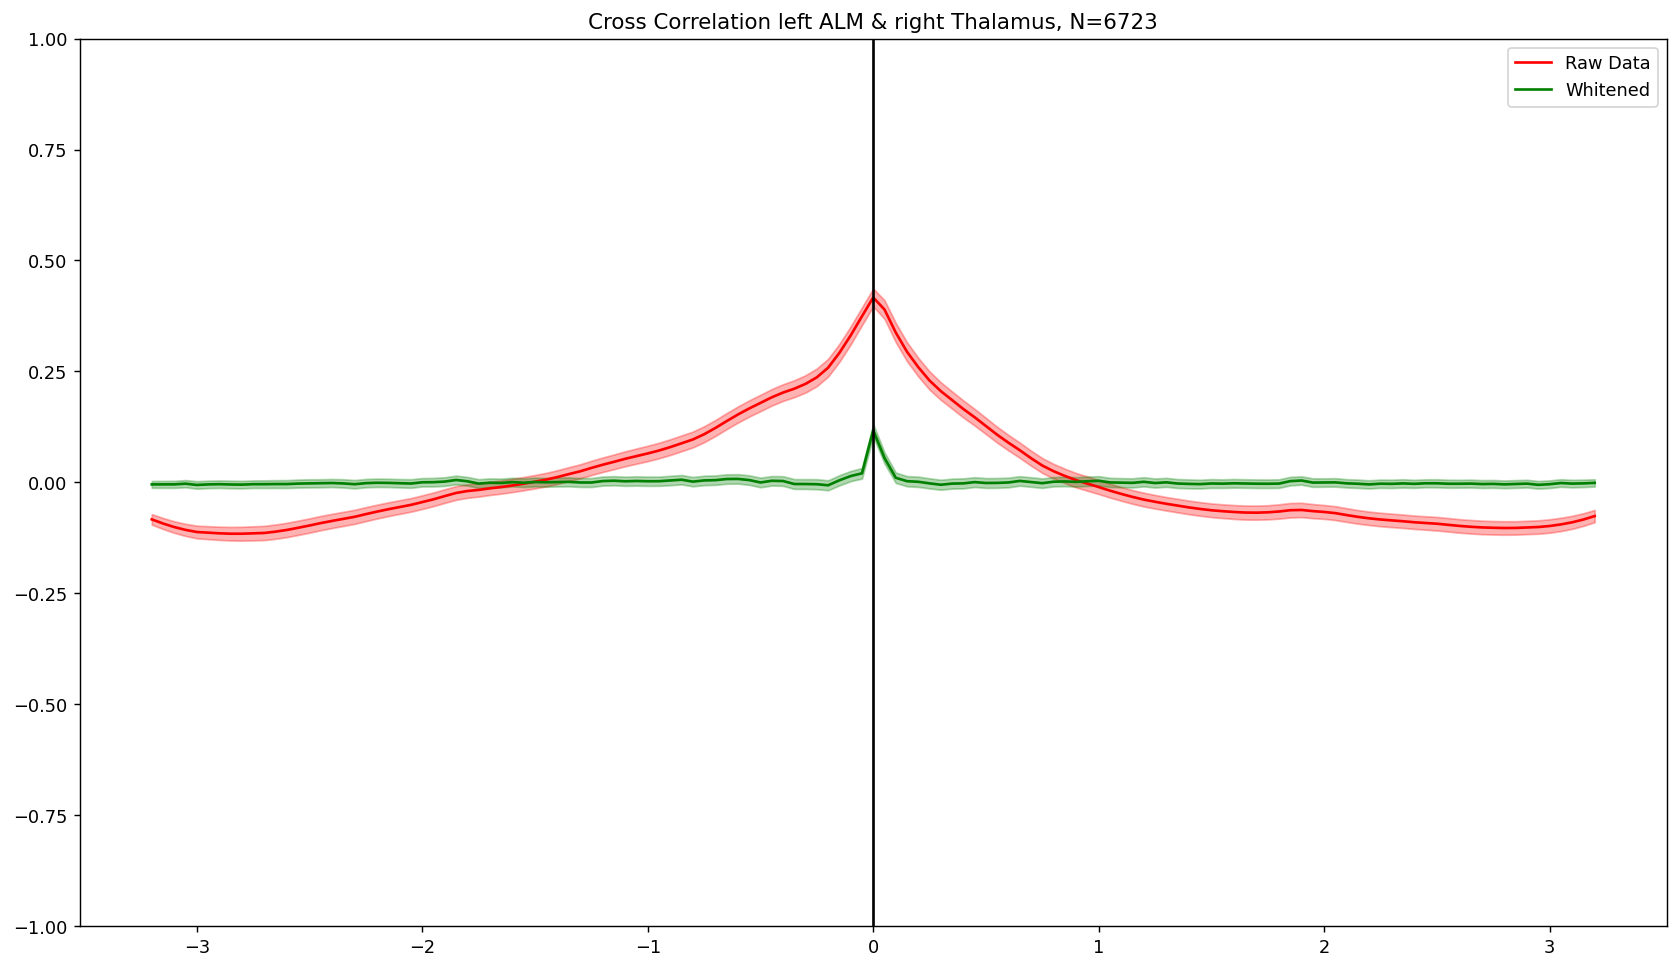 Cross Correlation left ALM & right Thalamus, N=6723
Raw Data
Whitened
1.00
0.75
0.50
0.25
0.00
−0.25
−0.50
−0.75
−1.00
−3 −2 −1 0 1 2 3